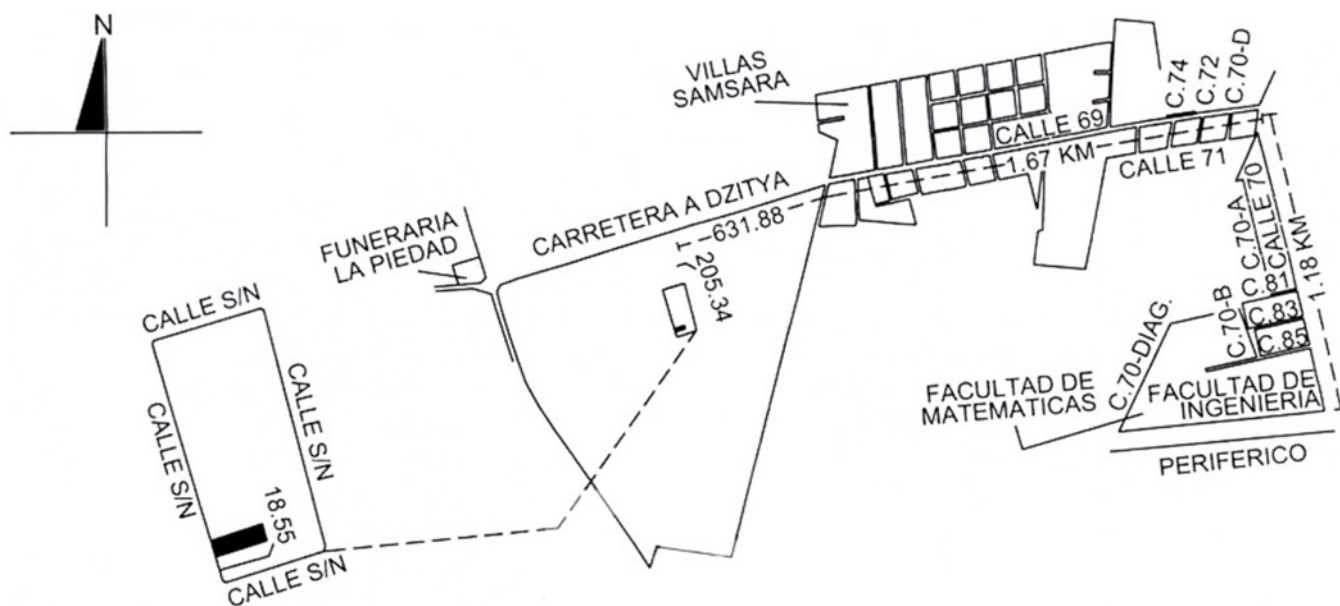 N
VILLAS
SAMSARA
C.74
C.72
C.70-D
CALLE 69
1.67 KM
CALLE 71
CARRETERA A DZITYA
631.88
205.34
FUNERARIA
LA PIEDAD
CALLE S/N
CALLE S/N
CALLE S/N
18.55
CALLE S/N
C.70-A
CALLE 70
1.18 KM
C.81
C.83
C.85
C.70-B
C.70-DIAG.
FACULTAD DE
MATEMATICAS
FACULTAD DE
INGENIERIA
PERIFERICO